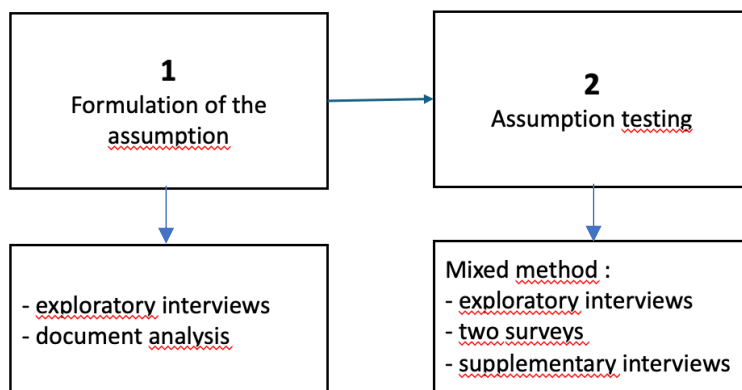 1
Formulation of the
assumption
2
Assumption testing
- exploratory interviews
- document analysis
Mixed method :
- exploratory interviews
- two surveys
- supplementary interviews